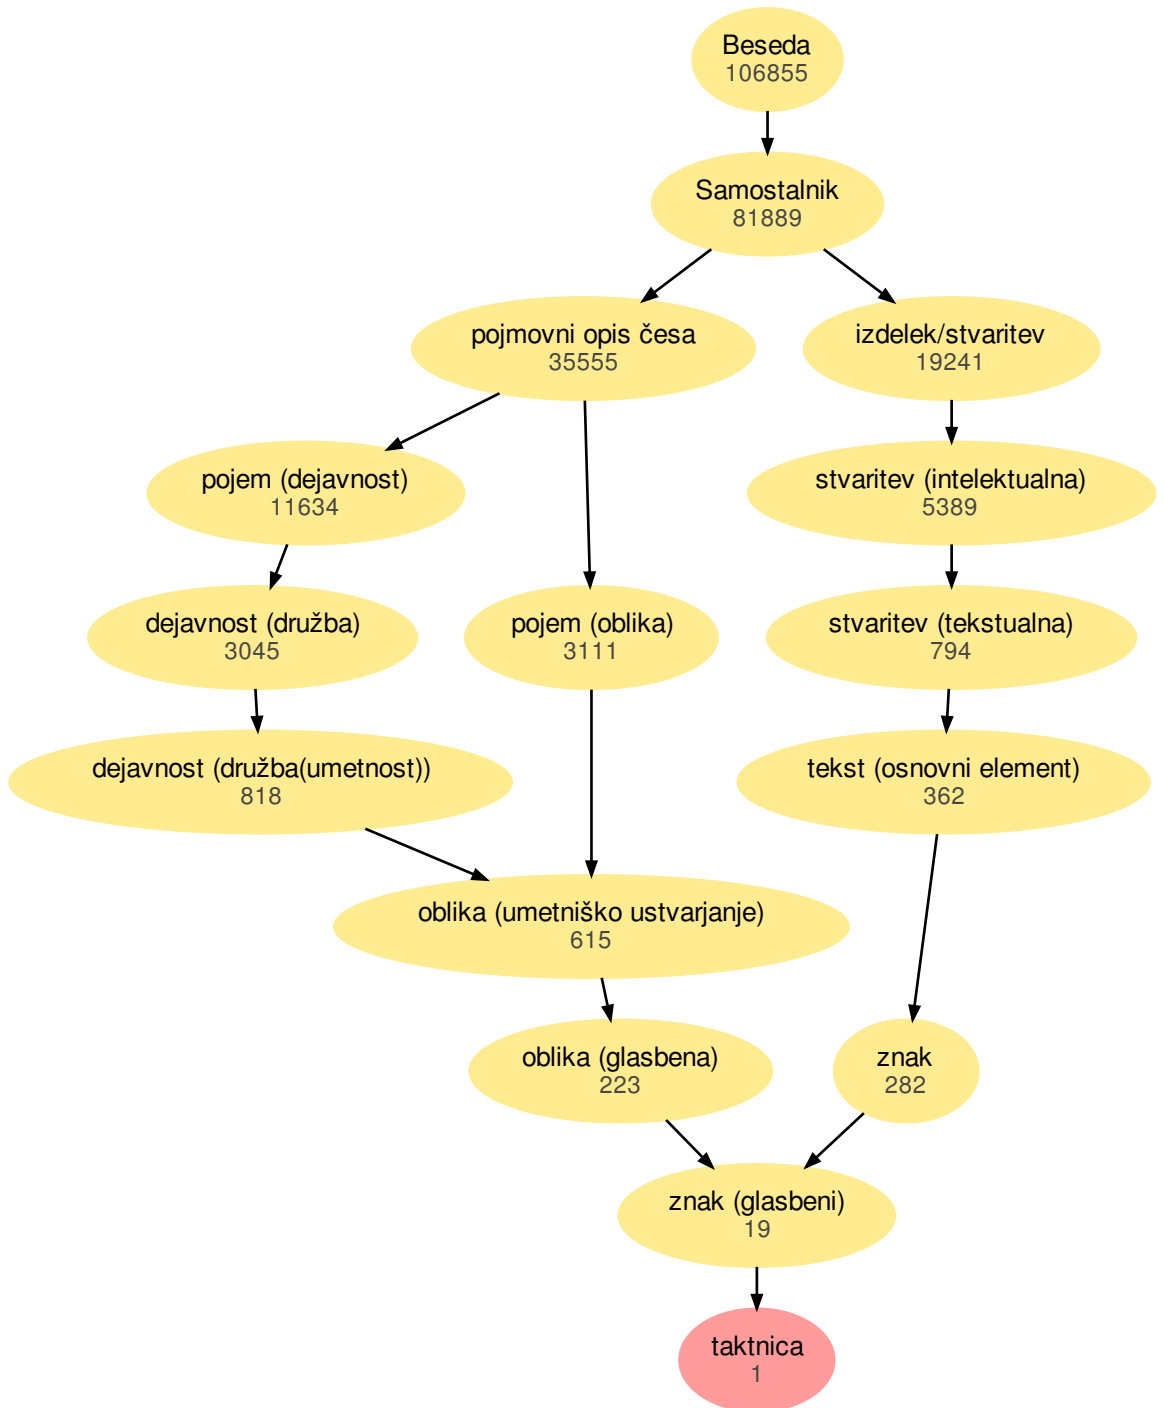 Beseda
106855
Samostalnik
81889
pojmovni opis česa
35555
izdelek/stvaritev
19241
pojem (dejavnost)
11634
stvaritev (intelektualna)
5389
dejavnost (družba)
3045
pojem (oblika)
3111
stvaritev (tekstualna)
794
dejavnost (družba(umetnost))
818
tekst (osnovni element)
362
oblika (umetniško ustvarjanje)
615
oblika (glasbena)
223
znak
282
znak (glasbeni)
19
taktnica
1